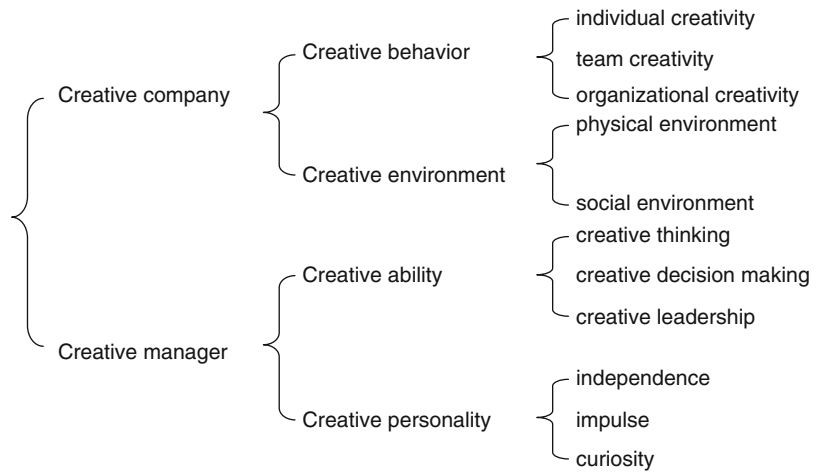 Creative company
Creative behavior
individual creativity
team creativity
organizational creativity
Creative environment
physical environment
social environment
Creative manager
Creative ability
creative thinking
creative decision making
creative leadership
Creative personality
independence
impulse
curiosity